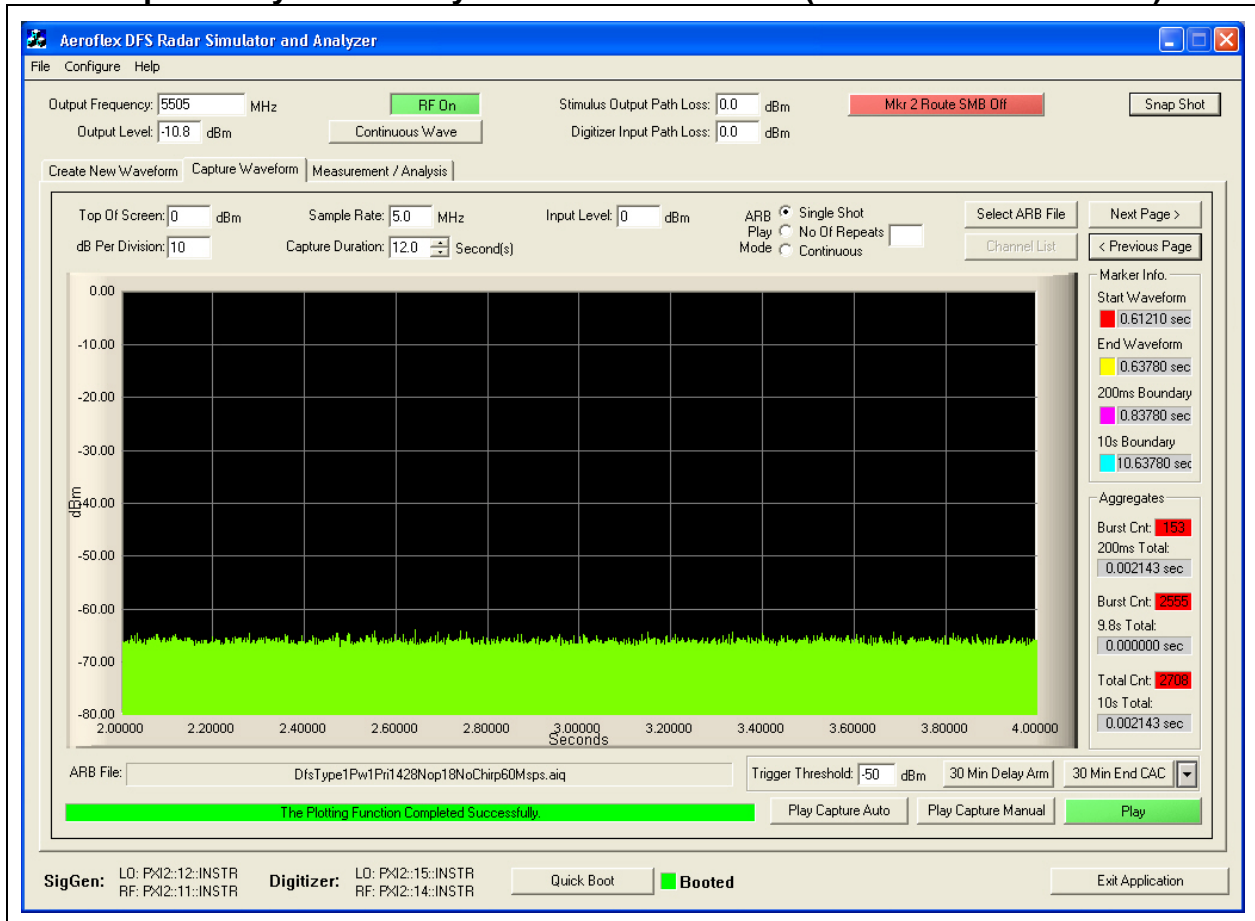 Aeroflex DFS Radar Simulator and Analyzer
File Configure Help
Output Frequency: 5505 MHz RF On Stimulus Output Path Loss: 0.0 dBm Mkr 2 Route SMB Off Snap Shot
Output Level: -10.8 dBm Continuous Wave Digitizer Input Path Loss: 0.0 dBm
Create New Waveform Capture Waveform Measurement / Analysis
Top Of Screen: 0 dBm Sample Rate: 5.0 MHz Input Level: 0 dBm ARB Play Mode Single Shot Select ARB File Next Page >
No Of Repeats
dB Per Division: 10 Capture Duration: 12.0 Second(s) Continuous Channel List < Previous Page
Marker Info.
Start Waveform
0.61210 sec
End Waveform
0.63780 sec
200ms Boundary
0.83780 sec
10s Boundary
10.63780 sec
Aggregates
Burst Cnt: 153
200ms Total:
0.002143 sec
Burst Cnt: 2555
9.8s Total:
0.000000 sec
Total Cnt: 2708
10s Total:
0.002143 sec
0.00
-10.00
-20.00
-30.00
-40.00
-50.00
-60.00
-70.00
-80.00
dBm
2.00000 2.20000 2.40000 2.60000 2.80000 3.00000 3.20000 3.40000 3.60000 3.80000 4.00000
Seconds
ARB File: DfsType1Pw1Pri1428Nop18NoChirp60Msps.aiq Trigger Threshold: -50 dBm 30 Min Delay Arm 30 Min End CAC
The Plotting Function Completed Successfully. Play Capture Auto Play Capture Manual Play
SigGen: LO: PXI2::12::INSTR Digitizer: LO: PXI2::15::INSTR Quick Boot Booted Exit Application
RF: PXI2::11::INSTR RF: PXI2::14::INSTR